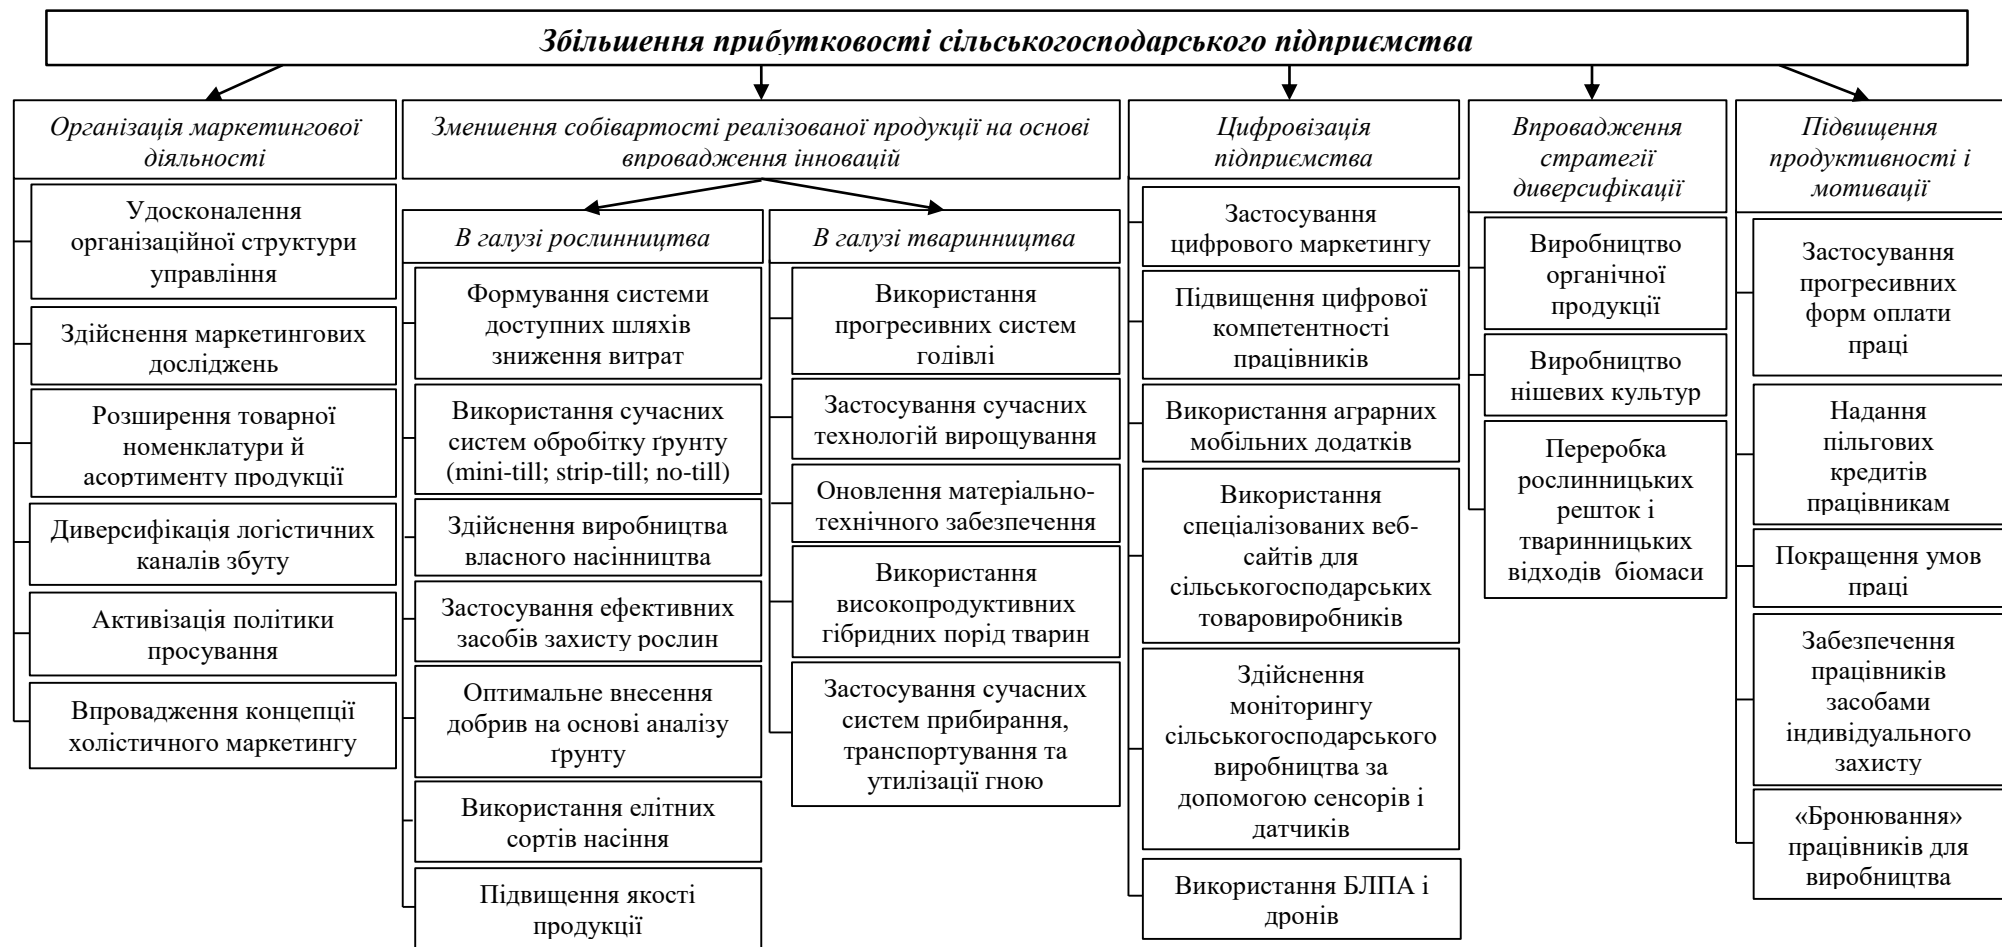 Збільшення прибутковості сільськогосподарського підприємства
Організація маркетингової
діяльності
Удосконалення
організаційної структури
управління
Здійснення маркетингових
досліджень
Розширення товарної
номенклатури й
асортименту продукції
Диверсифікація логістичних
каналів збуту
Активізація політики
просування
Впровадження концепції
холістичного маркетингу
Зменшення собівартості реалізованої продукції на основі
впровадження інновацій
В галузі рослинництва
Формування системи
доступних шляхів
зниження витрат
Використання сучасних
систем обробітку ґрунту
(mini-till; strip-till; no-till)
Здійснення виробництва
власного насінництва
Застосування ефективних
засобів захисту рослин
Оптимальне внесення
добрив на основі аналізу
ґрунту
Використання елітних
сортів насіння
Підвищення якості
продукції
В галузі тваринництва
Використання
прогресивних систем
годівлі
Застосування сучасних
технологій вирощування
Оновлення матеріально-
технічного забезпечення
Використання
високопродуктивних
гібридних порід тварин
Застосування сучасних
систем прибирання,
транспортування та
утилізації гною
Цифровізація
підприємства
Застосування
цифрового маркетингу
Підвищення цифрової
компетентності
працівників
Використання аграрних
мобільних додатків
Використання
спеціалізованих веб-
сайтів для
сільськогосподарських
товаровиробників
Здійснення
моніторингу
сільськогосподарського
виробництва за
допомогою сенсорів і
датчиків
Використання БЛПА і
дронів
Впровадження
стратегії
диверсифікації
Виробництво
органічної
продукції
Виробництво
нішевих культур
Переробка
рослинницьких
решток і
тваринницьких
відходів біомаси
Підвищення
продуктивності і
мотивації
Застосування
прогресивних
форм оплати
праці
Надання
пільгових
кредитів
працівникам
Покращення умов
праці
Забезпечення
працівників
засобами
індивідуального
захисту
«Бронювання»
працівників для
виробництва